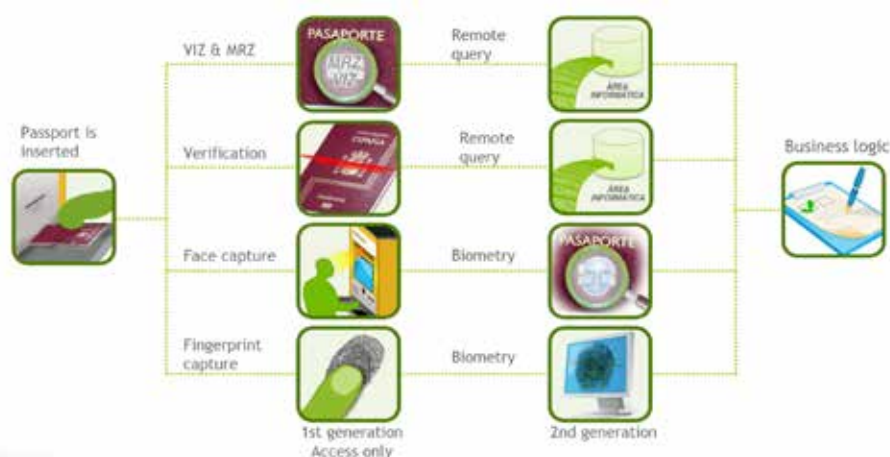 VIZ & MRZ
PASAPORTE
MRZ
VIZ
Remote
query
ÁREA
INFORMÁTICA
Passport is
inserted
Verification
ESPAÑA
Remote
query
ÁREA
INFORMÁTICA
Business logic
Face capture
Biometry
PASAPORTE
Fingerprint
capture
Biometry
1st generation
Access only
2nd generation